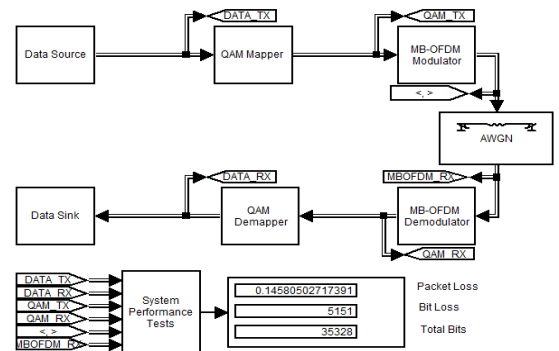 DATA_TX
QAM_TX
Data Source
QAM Mapper
MB-OFDM
Modulator
<, >
AWGN
DATA_RX
MBOFDM_RX
Data Sink
QAM
Demapper
MB-OFDM
Demodulator
QAM_RX
DATA_TX
DATA_RX
QAM_TX
QAM_RX
<, >
MBOFDM_RX
System
Performance
Tests
0.14580502717391
Packet Loss
5151
Bit Loss
35328
Total Bits